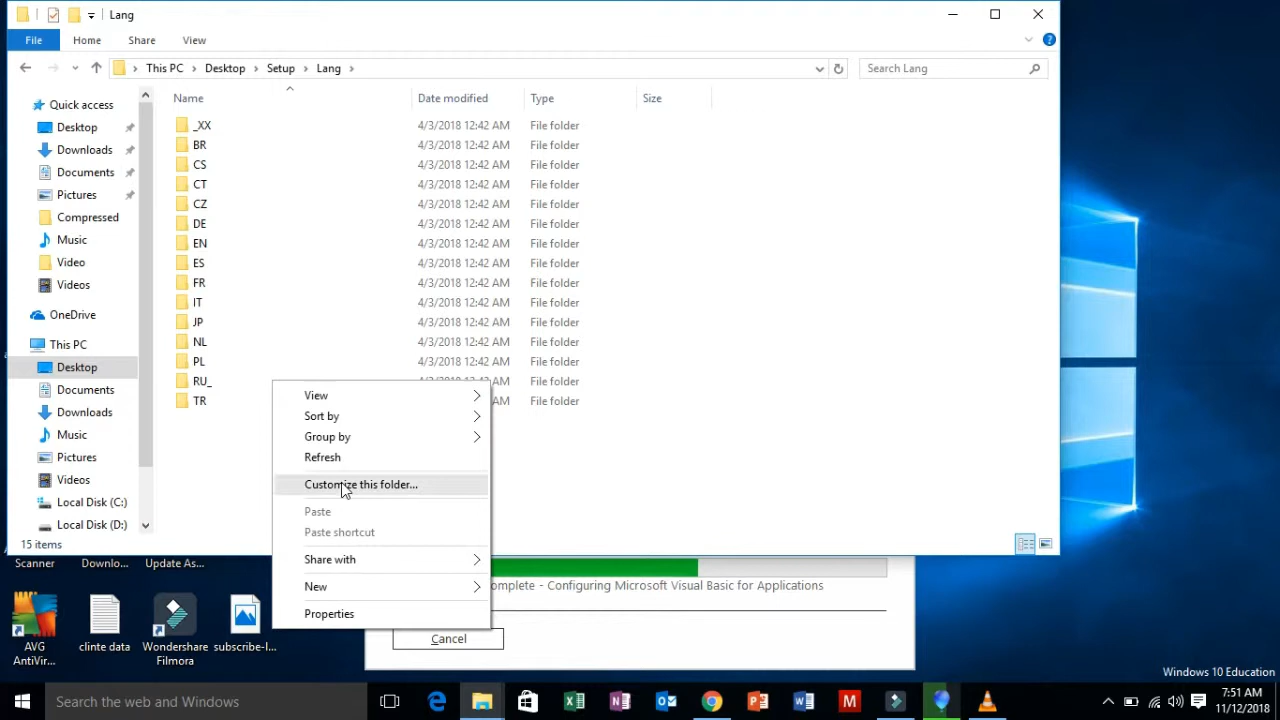 Lang
File
Home
Share
View
This PC
Desktop
Setup
Lang
Search Lang
Name
Date modified
Type
Size
Quick access
Desktop
Downloads
Documents
Pictures
Compressed
Music
Video
Videos
OneDrive
This PC
Desktop
Documents
Downloads
Music
Pictures
Videos
Local Disk (C:)
Local Disk (D:)
_XX 4/3/2018 12:42 AM File folder
BR 4/3/2018 12:42 AM File folder
CS 4/3/2018 12:42 AM File folder
CT 4/3/2018 12:42 AM File folder
CZ 4/3/2018 12:42 AM File folder
DE 4/3/2018 12:42 AM File folder
EN 4/3/2018 12:42 AM File folder
ES 4/3/2018 12:42 AM File folder
FR 4/3/2018 12:42 AM File folder
IT 4/3/2018 12:42 AM File folder
JP 4/3/2018 12:42 AM File folder
NL 4/3/2018 12:42 AM File folder
PL 4/3/2018 12:42 AM File folder
RU_ AM File folder
TR AM File folder
View
Sort by
Group by
Refresh
Customize this folder...
Paste
Paste shortcut
Share with
New
Properties
15 items
omplete - Configuring Microsoft Visual Basic for Applications
Cancel
Scanner
Downlo...
Update As...
AVG
AntiVir...
clinte data
Wondershare
Filmora
subscribe-l...
Windows 10 Education
Search the web and Windows
7:51 AM
11/12/2018